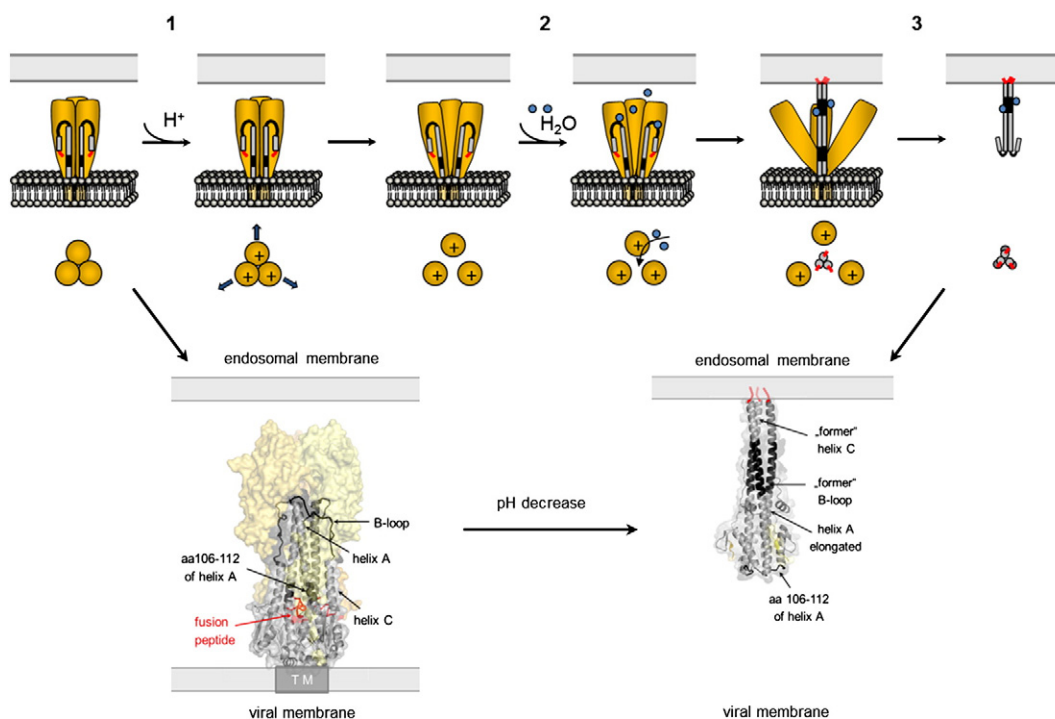 1
2
3
H+
H2O
+
+
+
+
+
+
+
+
+
+
+
+
endosomal membrane
endosomal membrane
B-loop
helix A
aa106-112
of helix A
fusion
peptide
helix C
TM
viral membrane
pH decrease
„former"
helix C
„former"
B-loop
helix A
elongated
aa 106-112
of helix A
viral membrane